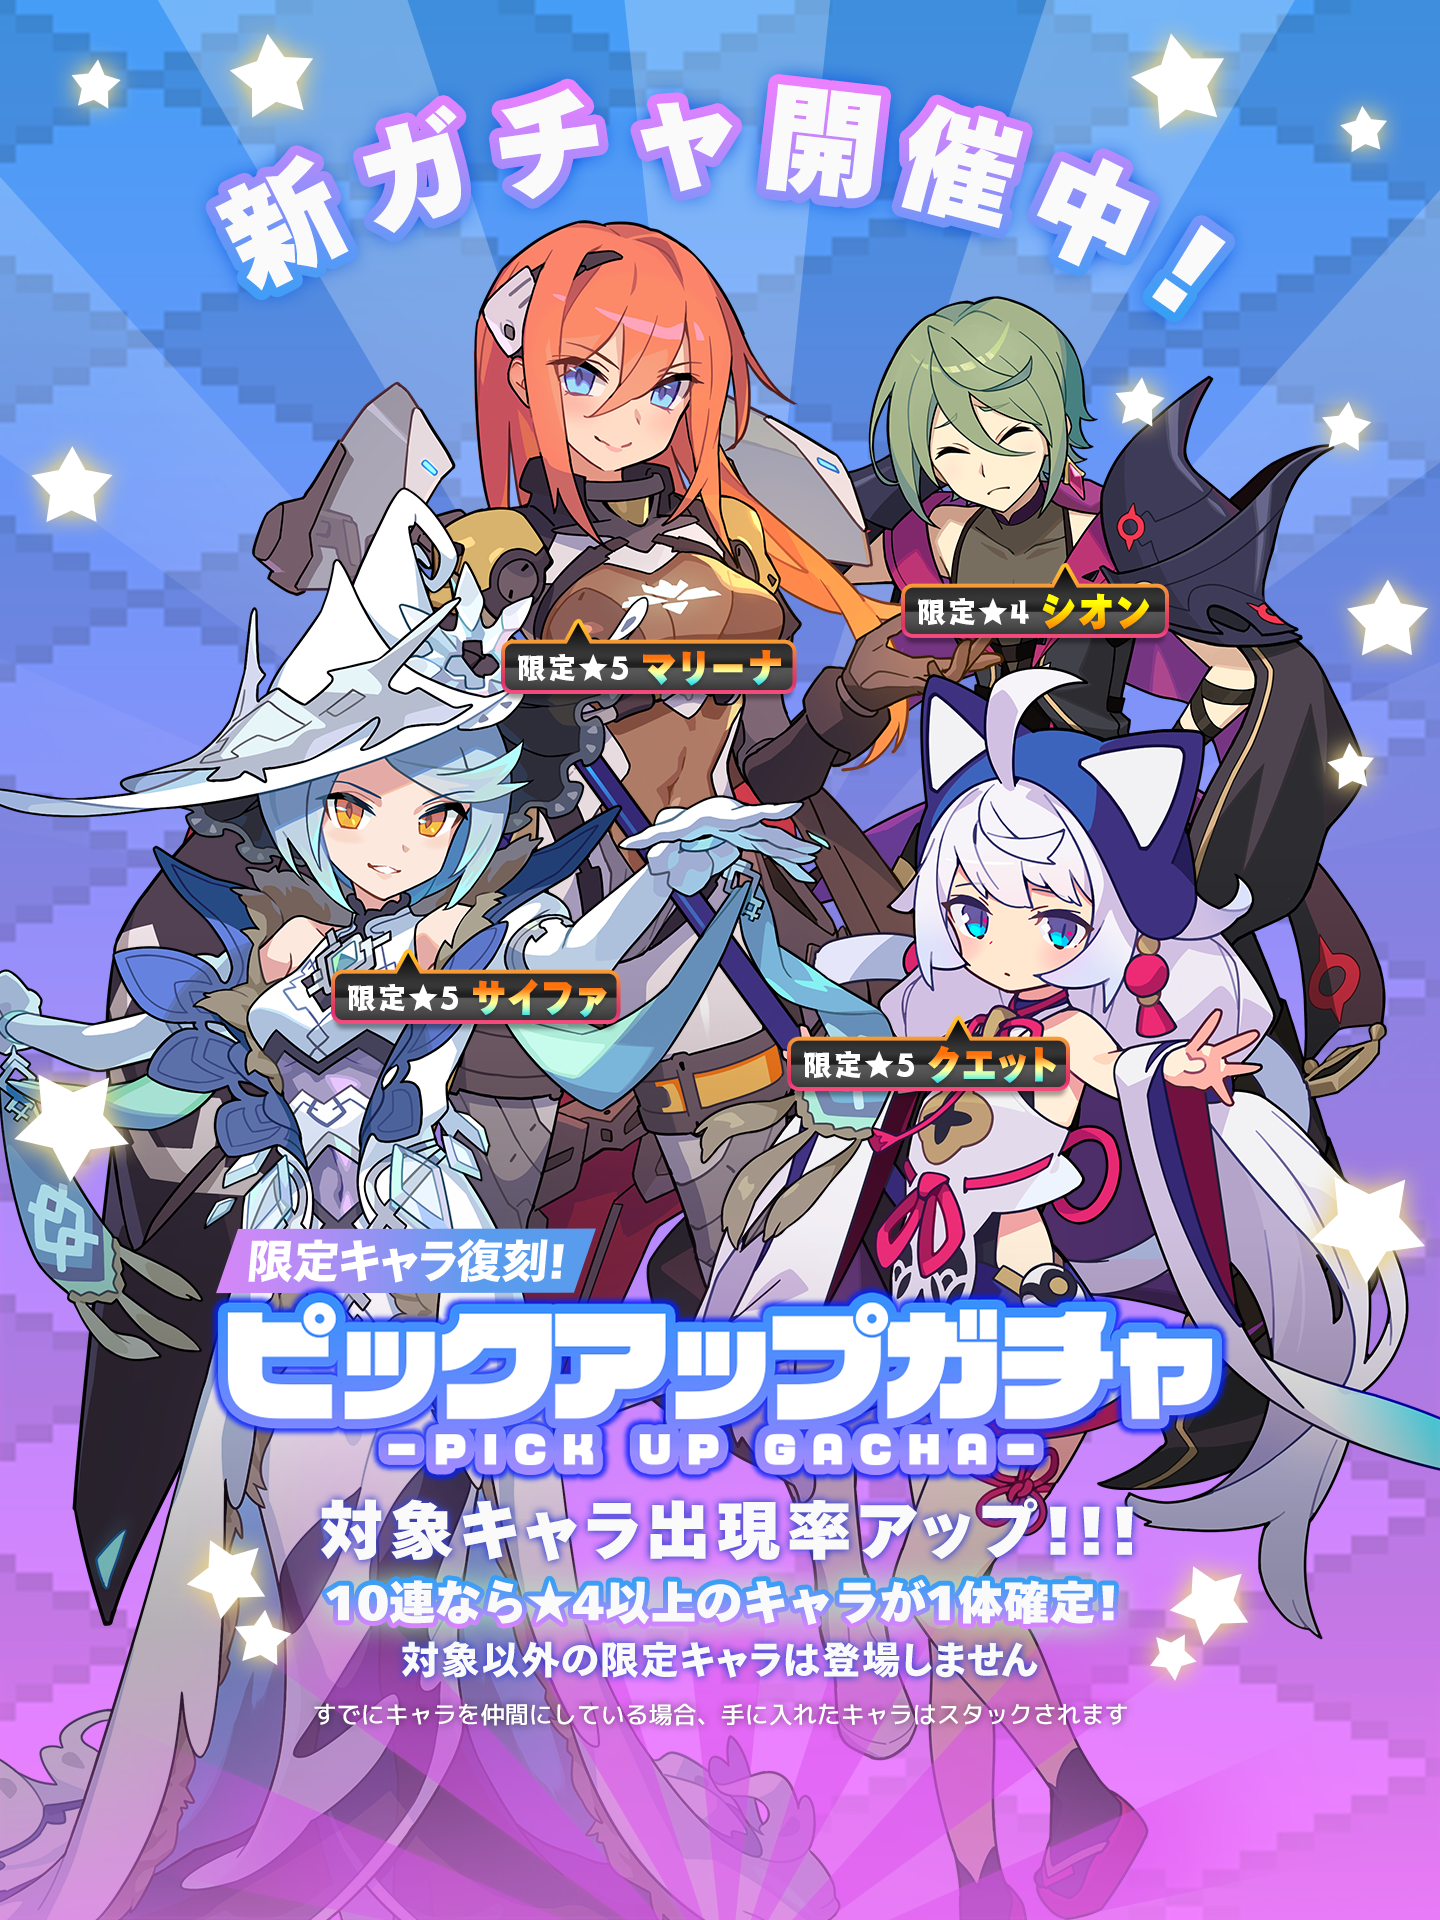 新ガチャ開催中!
限定★4 シオン
限定★5 マリーナ
限定★5 サイファ
限定★5 クエット
限定キャラ復刻!
ピックアップガチャ
-PICK UP GACHA-
対象キャラ出現率アップ!!!
10連なら★4以上のキャラが1体確定!
対象以外の限定キャラは登場しません
すでにキャラを仲間にしている場合、手に入れたキャラはスタックされます